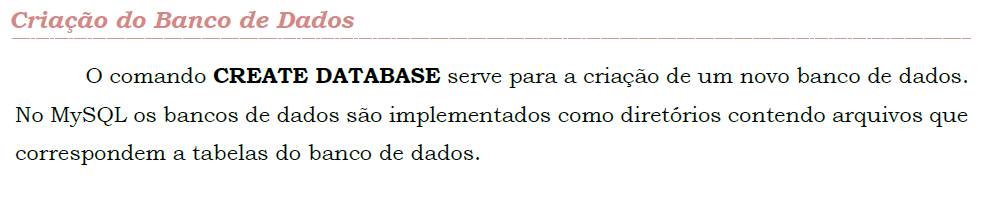 Criação do Banco de Dados
O comando CREATE DATABASE serve para a criação de um novo banco de dados.
No MySQL os bancos de dados são implementados como diretórios contendo arquivos que
correspondem a tabelas do banco de dados.